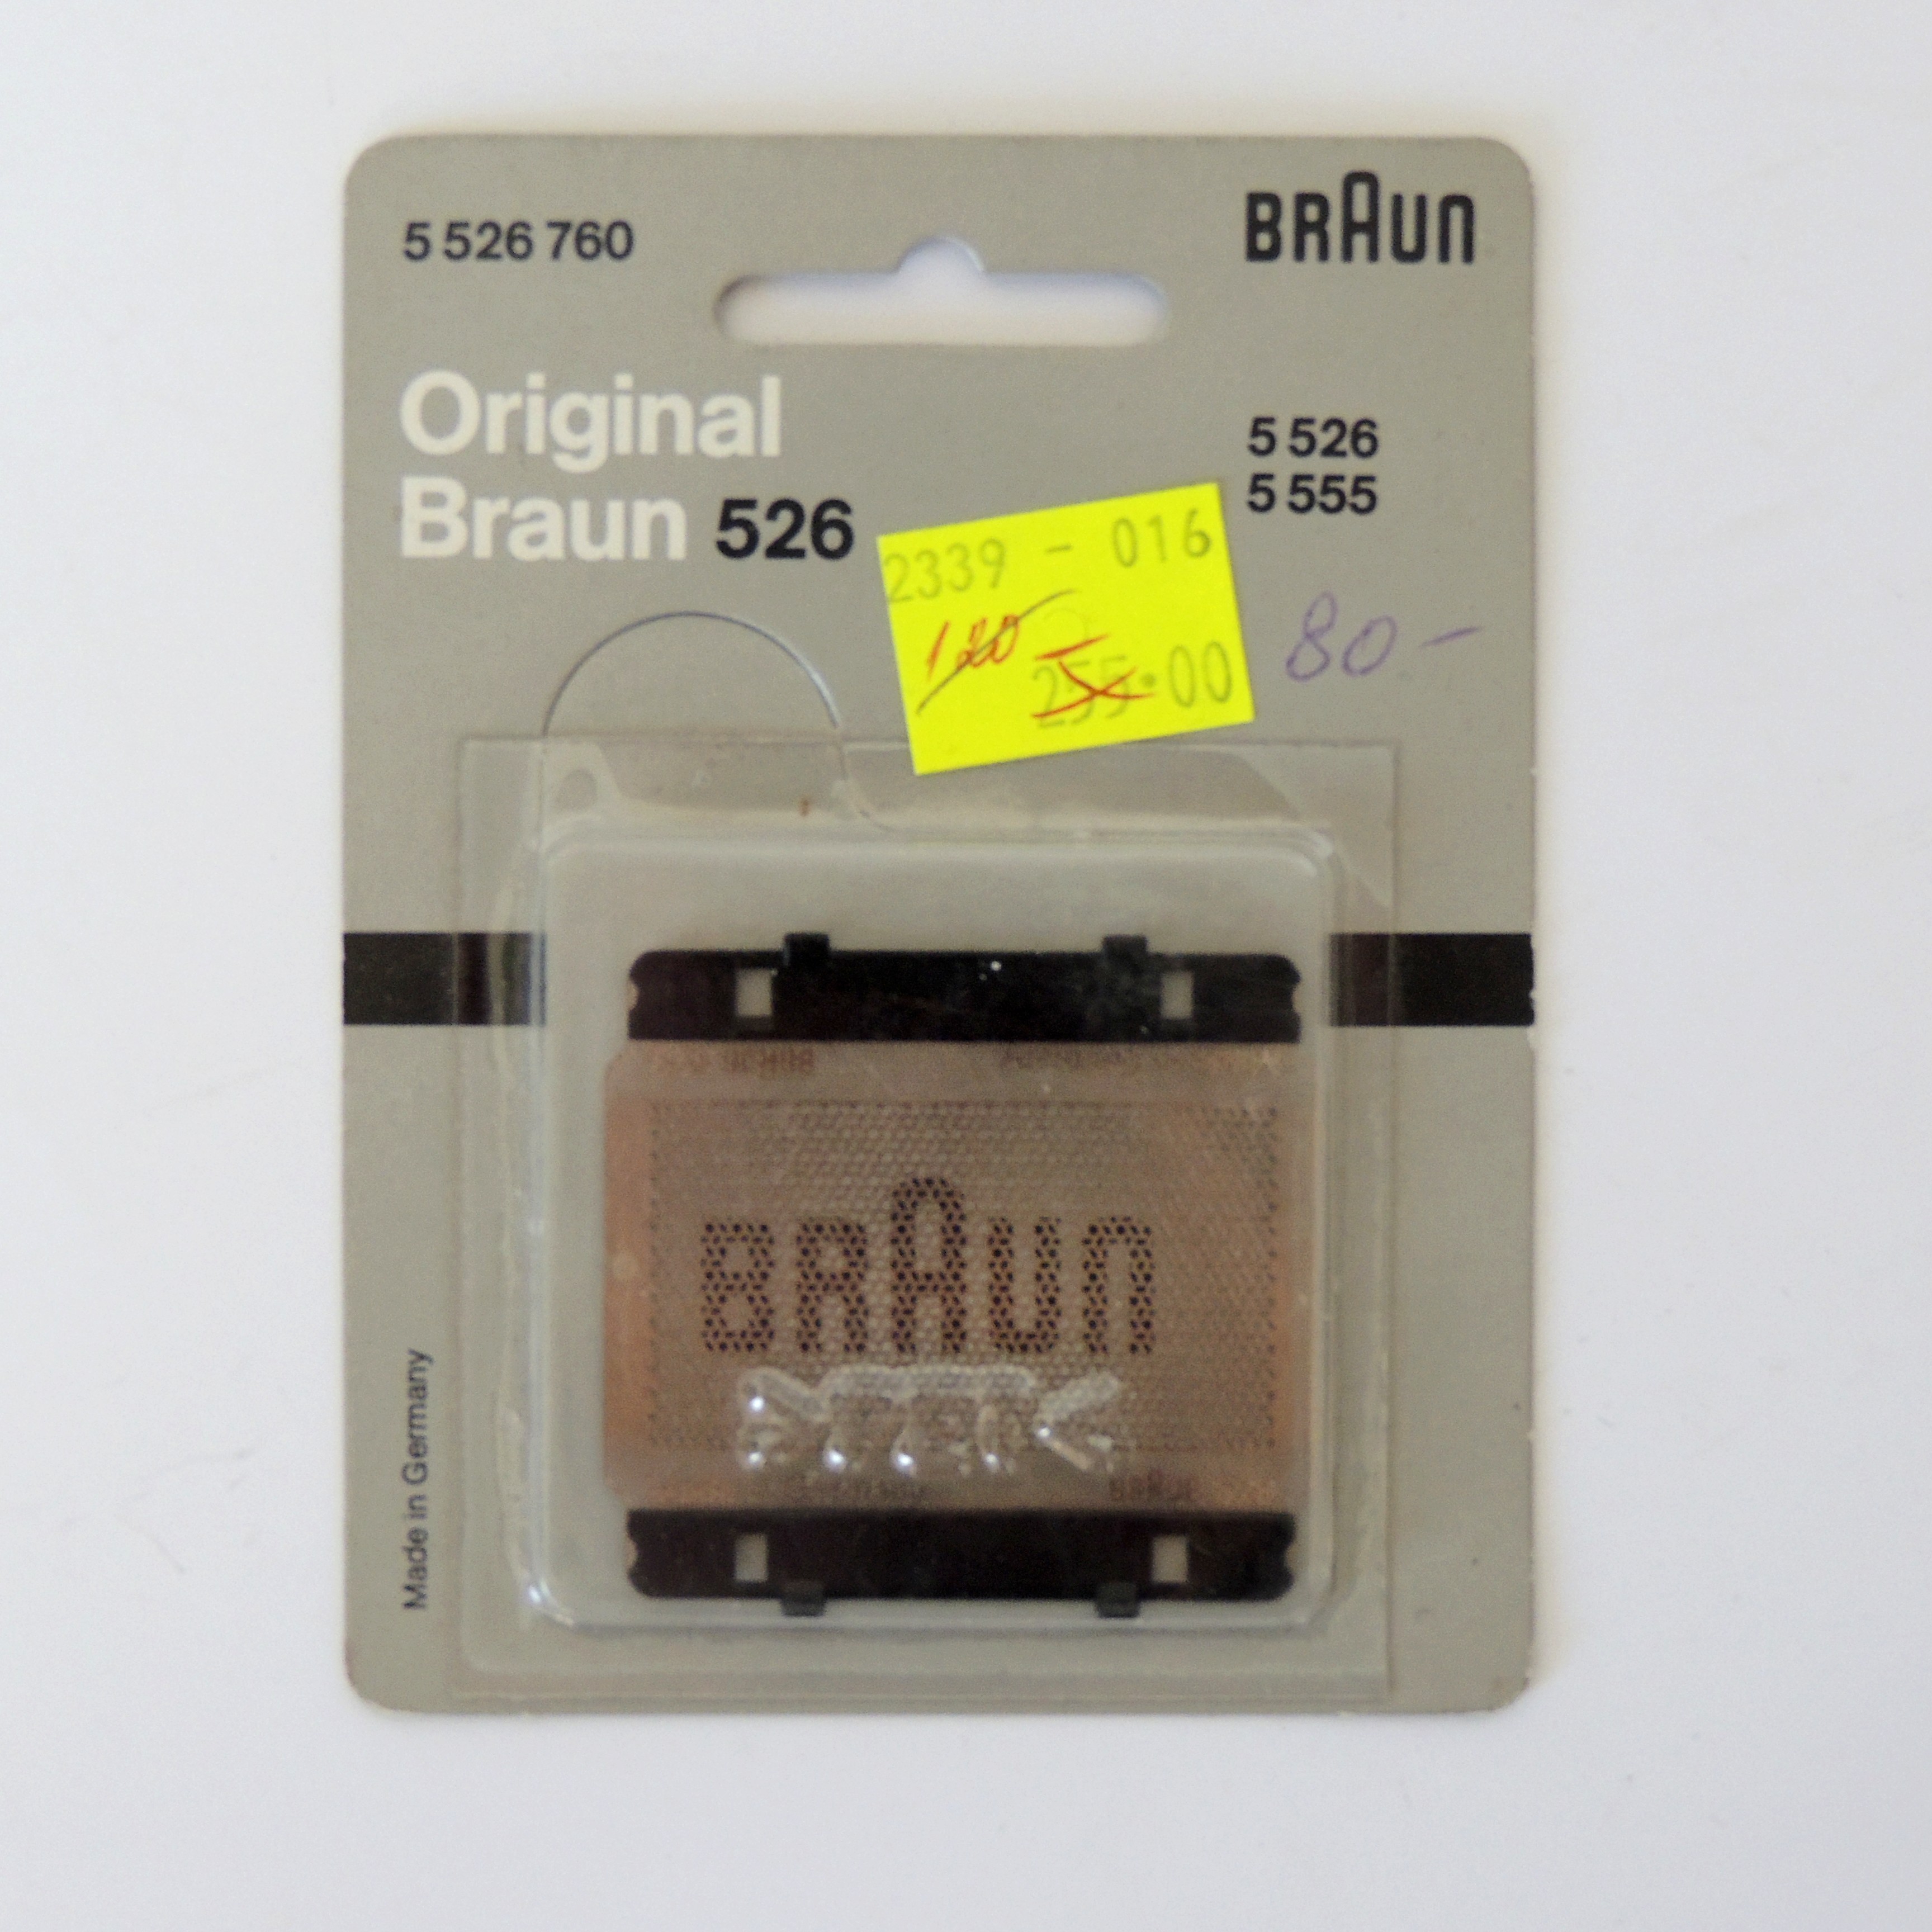 5 526 760
BRAUN
Original
Braun 526
5 526
5 555
2339 - 016
120
255.00
80 -
BRAUN
Made in Germany